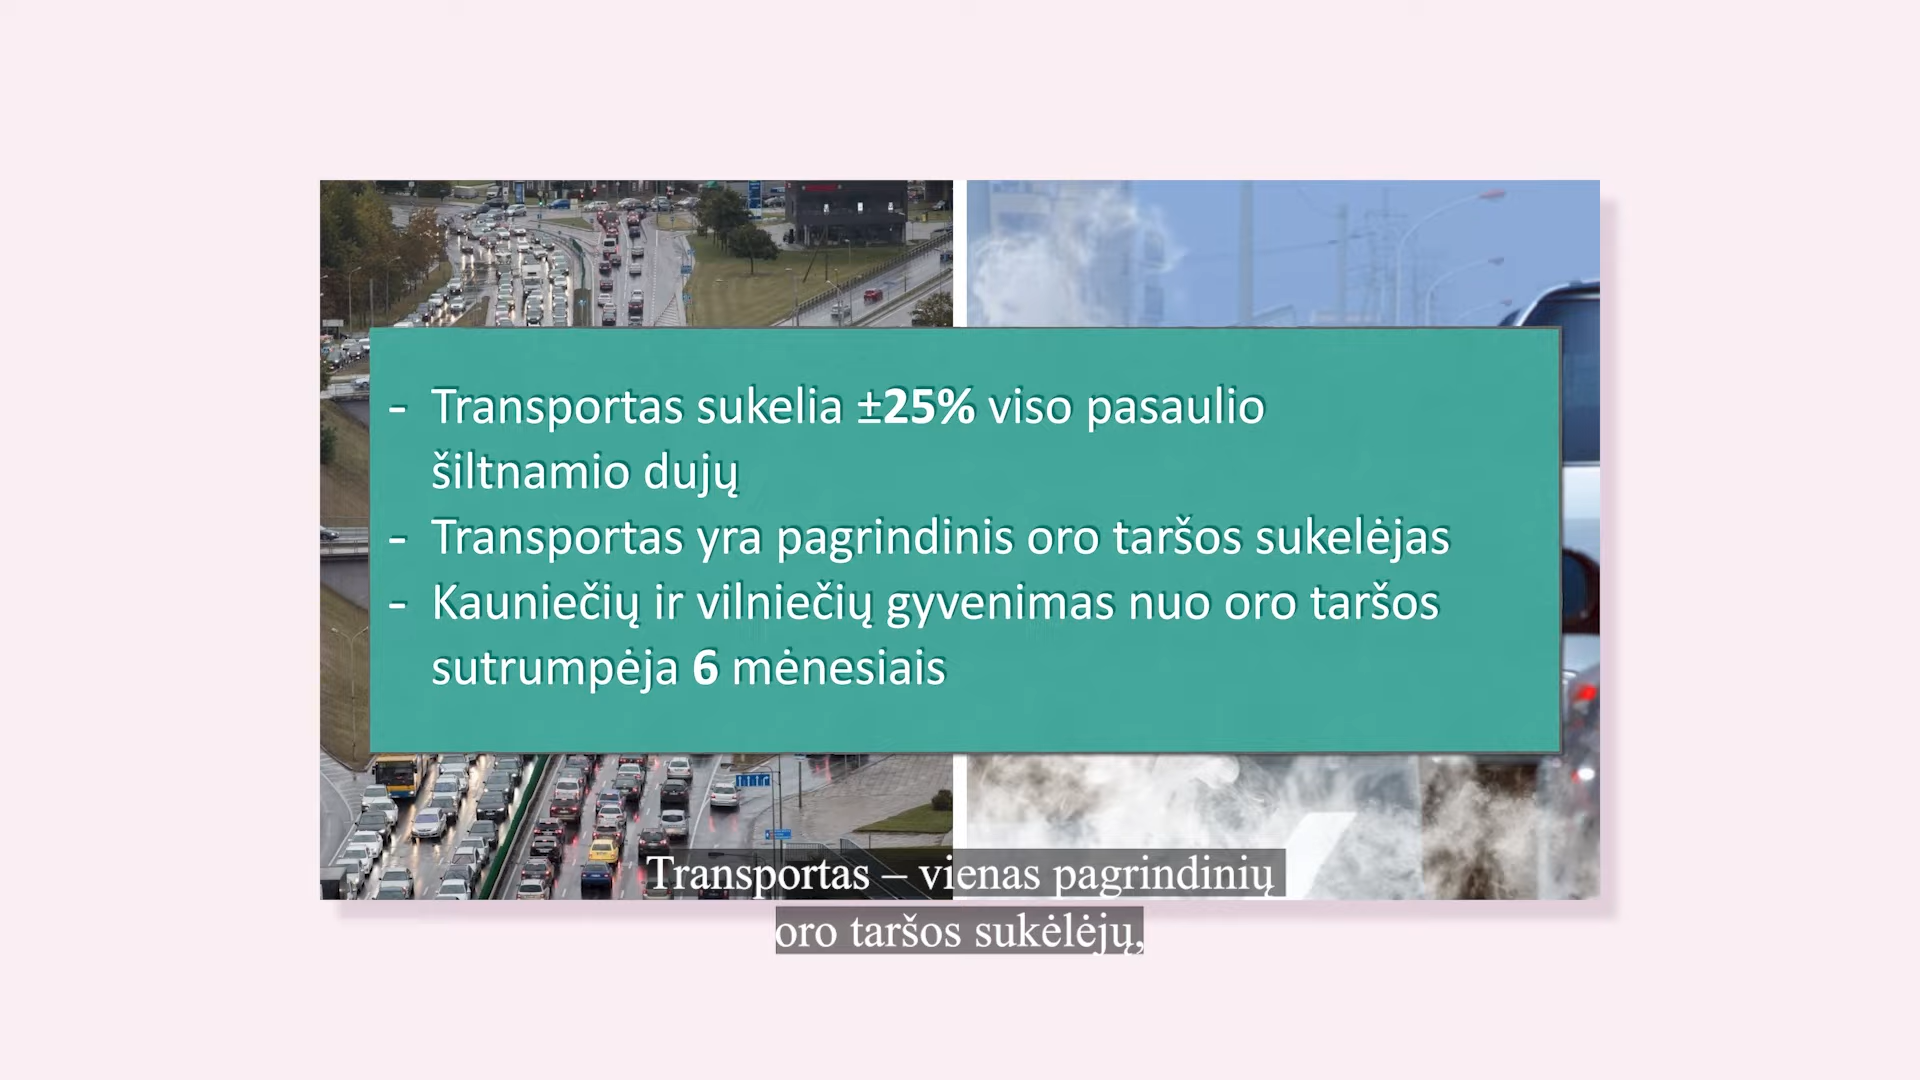 - Transportas sukelia ±25% viso pasaulio
šiltnamio dujų
- Transportas yra pagrindinis oro taršos sukelėjas
- Kauniečių ir vilniečių gyvenimas nuo oro taršos
sutrumpėja 6 mėnesiais
Transportas – vienas pagrindinių
oro taršos sukėlėjų,